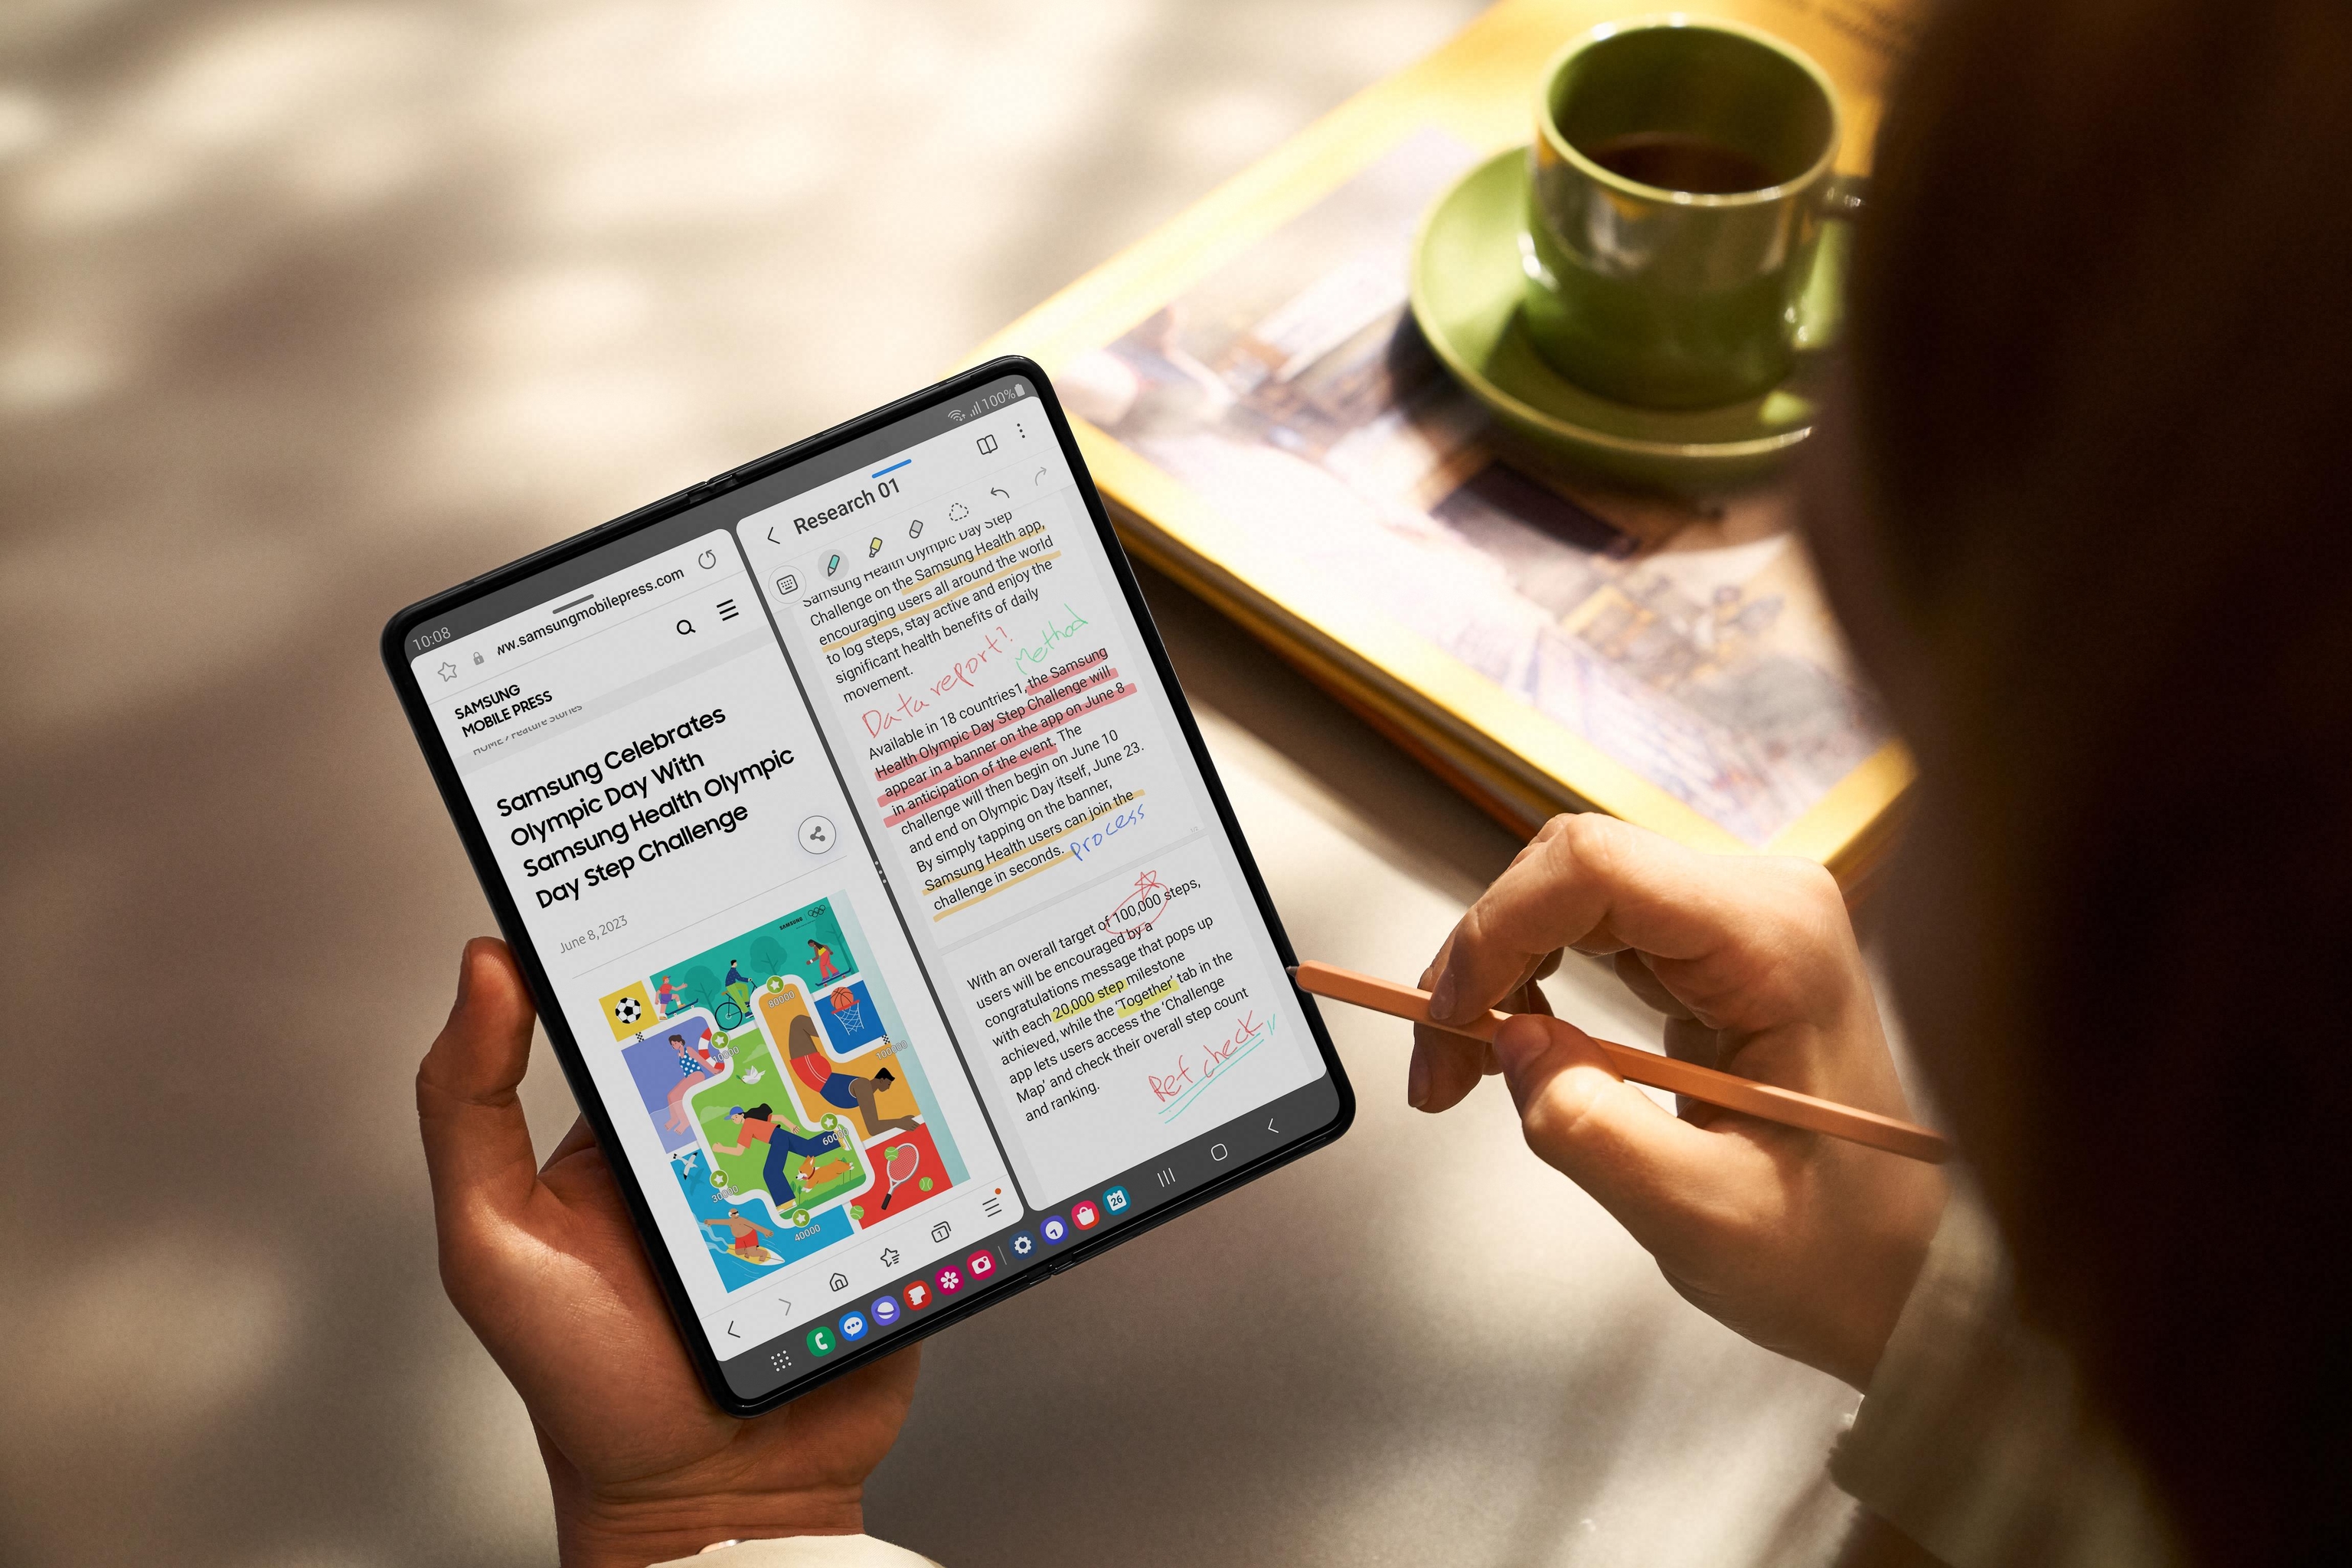 10:08
100%
ww.samsungmobilepress.com
SAMSUNG
MOBILE PRESS
HOME / Feature Stories
Samsung Celebrates
Olympic Day With
Samsung Health Olympic
Day Step Challenge
June 8, 2023
SAMSUNG
80000
10000
100000
60000
30000
40000
1
Research 01
Samsung Health Olympic Day Step
Challenge on the Samsung Health app,
encouraging users all around the world
to log steps, stay active and enjoy the
significant health benefits of daily
movement.
Data report!
Method
Available in 18 countries1, the Samsung
Health Olympic Day Step Challenge will
appear in a banner on the app on June 8
in anticipation of the event. The
challenge will then begin on June 10
and end on Olympic Day itself, June 23.
By simply tapping on the banner,
Samsung Health users can join the
challenge in seconds.
process
With an overall target of 100,000 steps,
users will be encouraged by a
congratulations message that pops up
with each 20,000 step milestone
achieved, while the 'Together' tab in the
app lets users access the 'Challenge
Map' and check their overall step count
and ranking.
Ref check
26